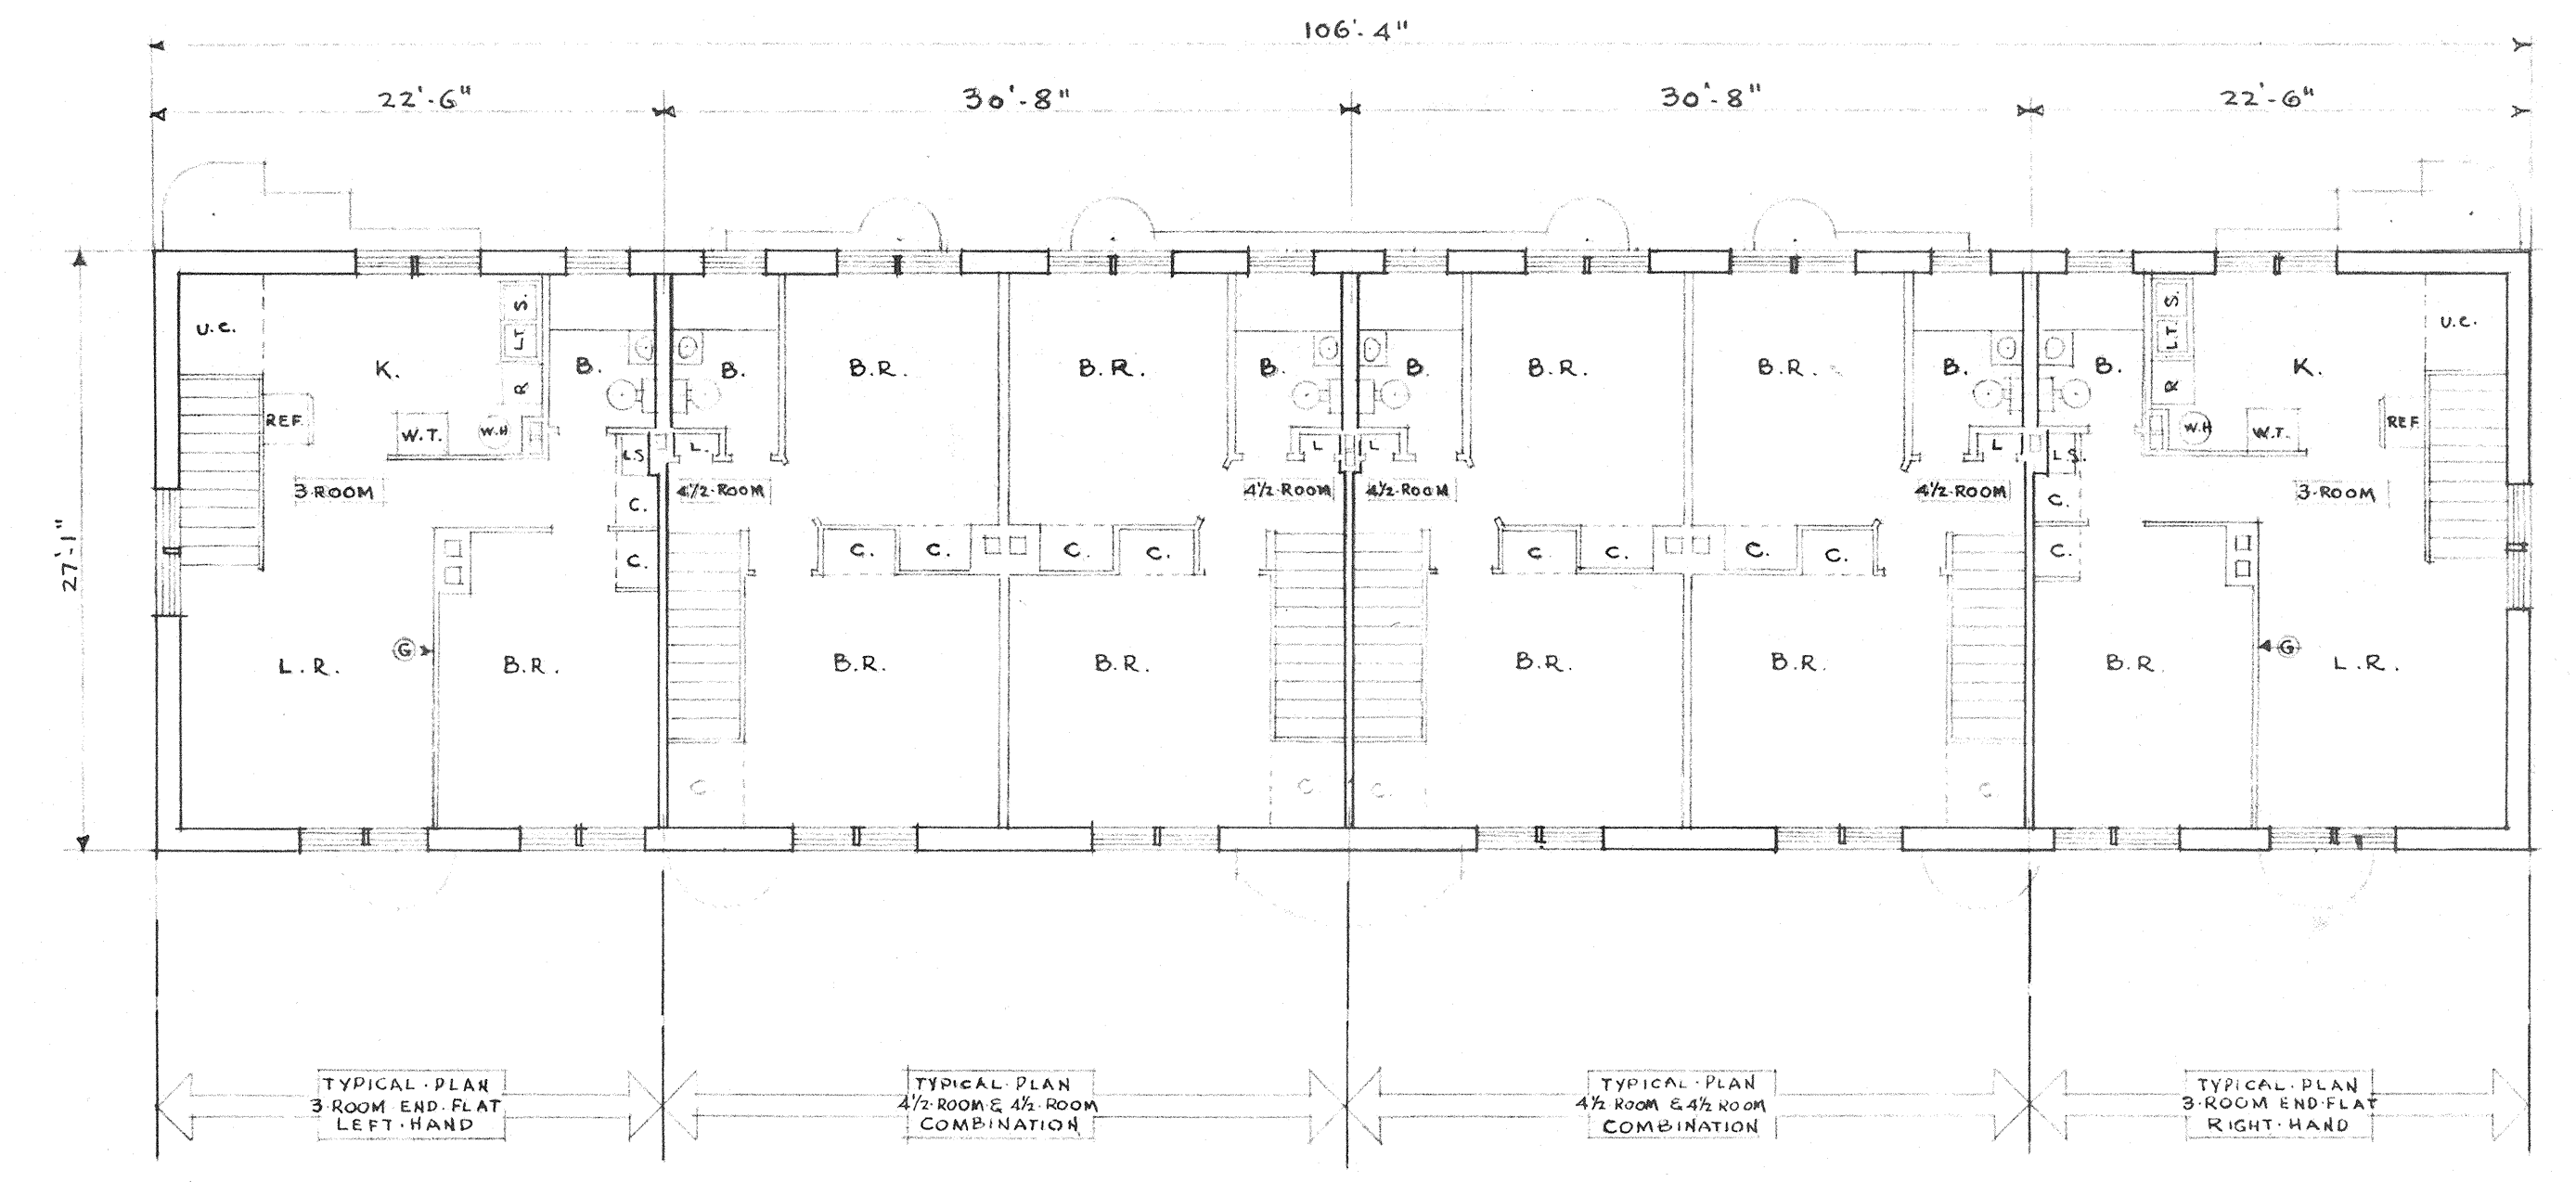 106'-4"
22'-6" 30'-8" 30'-8" 22'-6"
27'-1"
U.C. K. S. LT. R B. B. B.R. B.R. B. B. B.R. B.R. B. B. S. LT. R K. U.C.
REF. W.T. W.H L.S L. L L L L.S. W.H W.T. REF
3·ROOM C. 4½·ROOM 4½·ROOM 4½·ROOM 4½·ROOM C. 3·ROOM
C. C. C. C. C. C. C. C. C. C.
L.R. G B.R. B.R. B.R. B.R. B.R. B.R. G L.R.
C. C. C. C.
TYPICAL·PLAN
3·ROOM END·FLAT
LEFT·HAND
TYPICAL·PLAN
4½·ROOM & 4½·ROOM
COMBINATION
TYPICAL·PLAN
4½ ROOM & 4½ ROOM
COMBINATION
TYPICAL·PLAN
3·ROOM END·FLAT
RIGHT·HAND